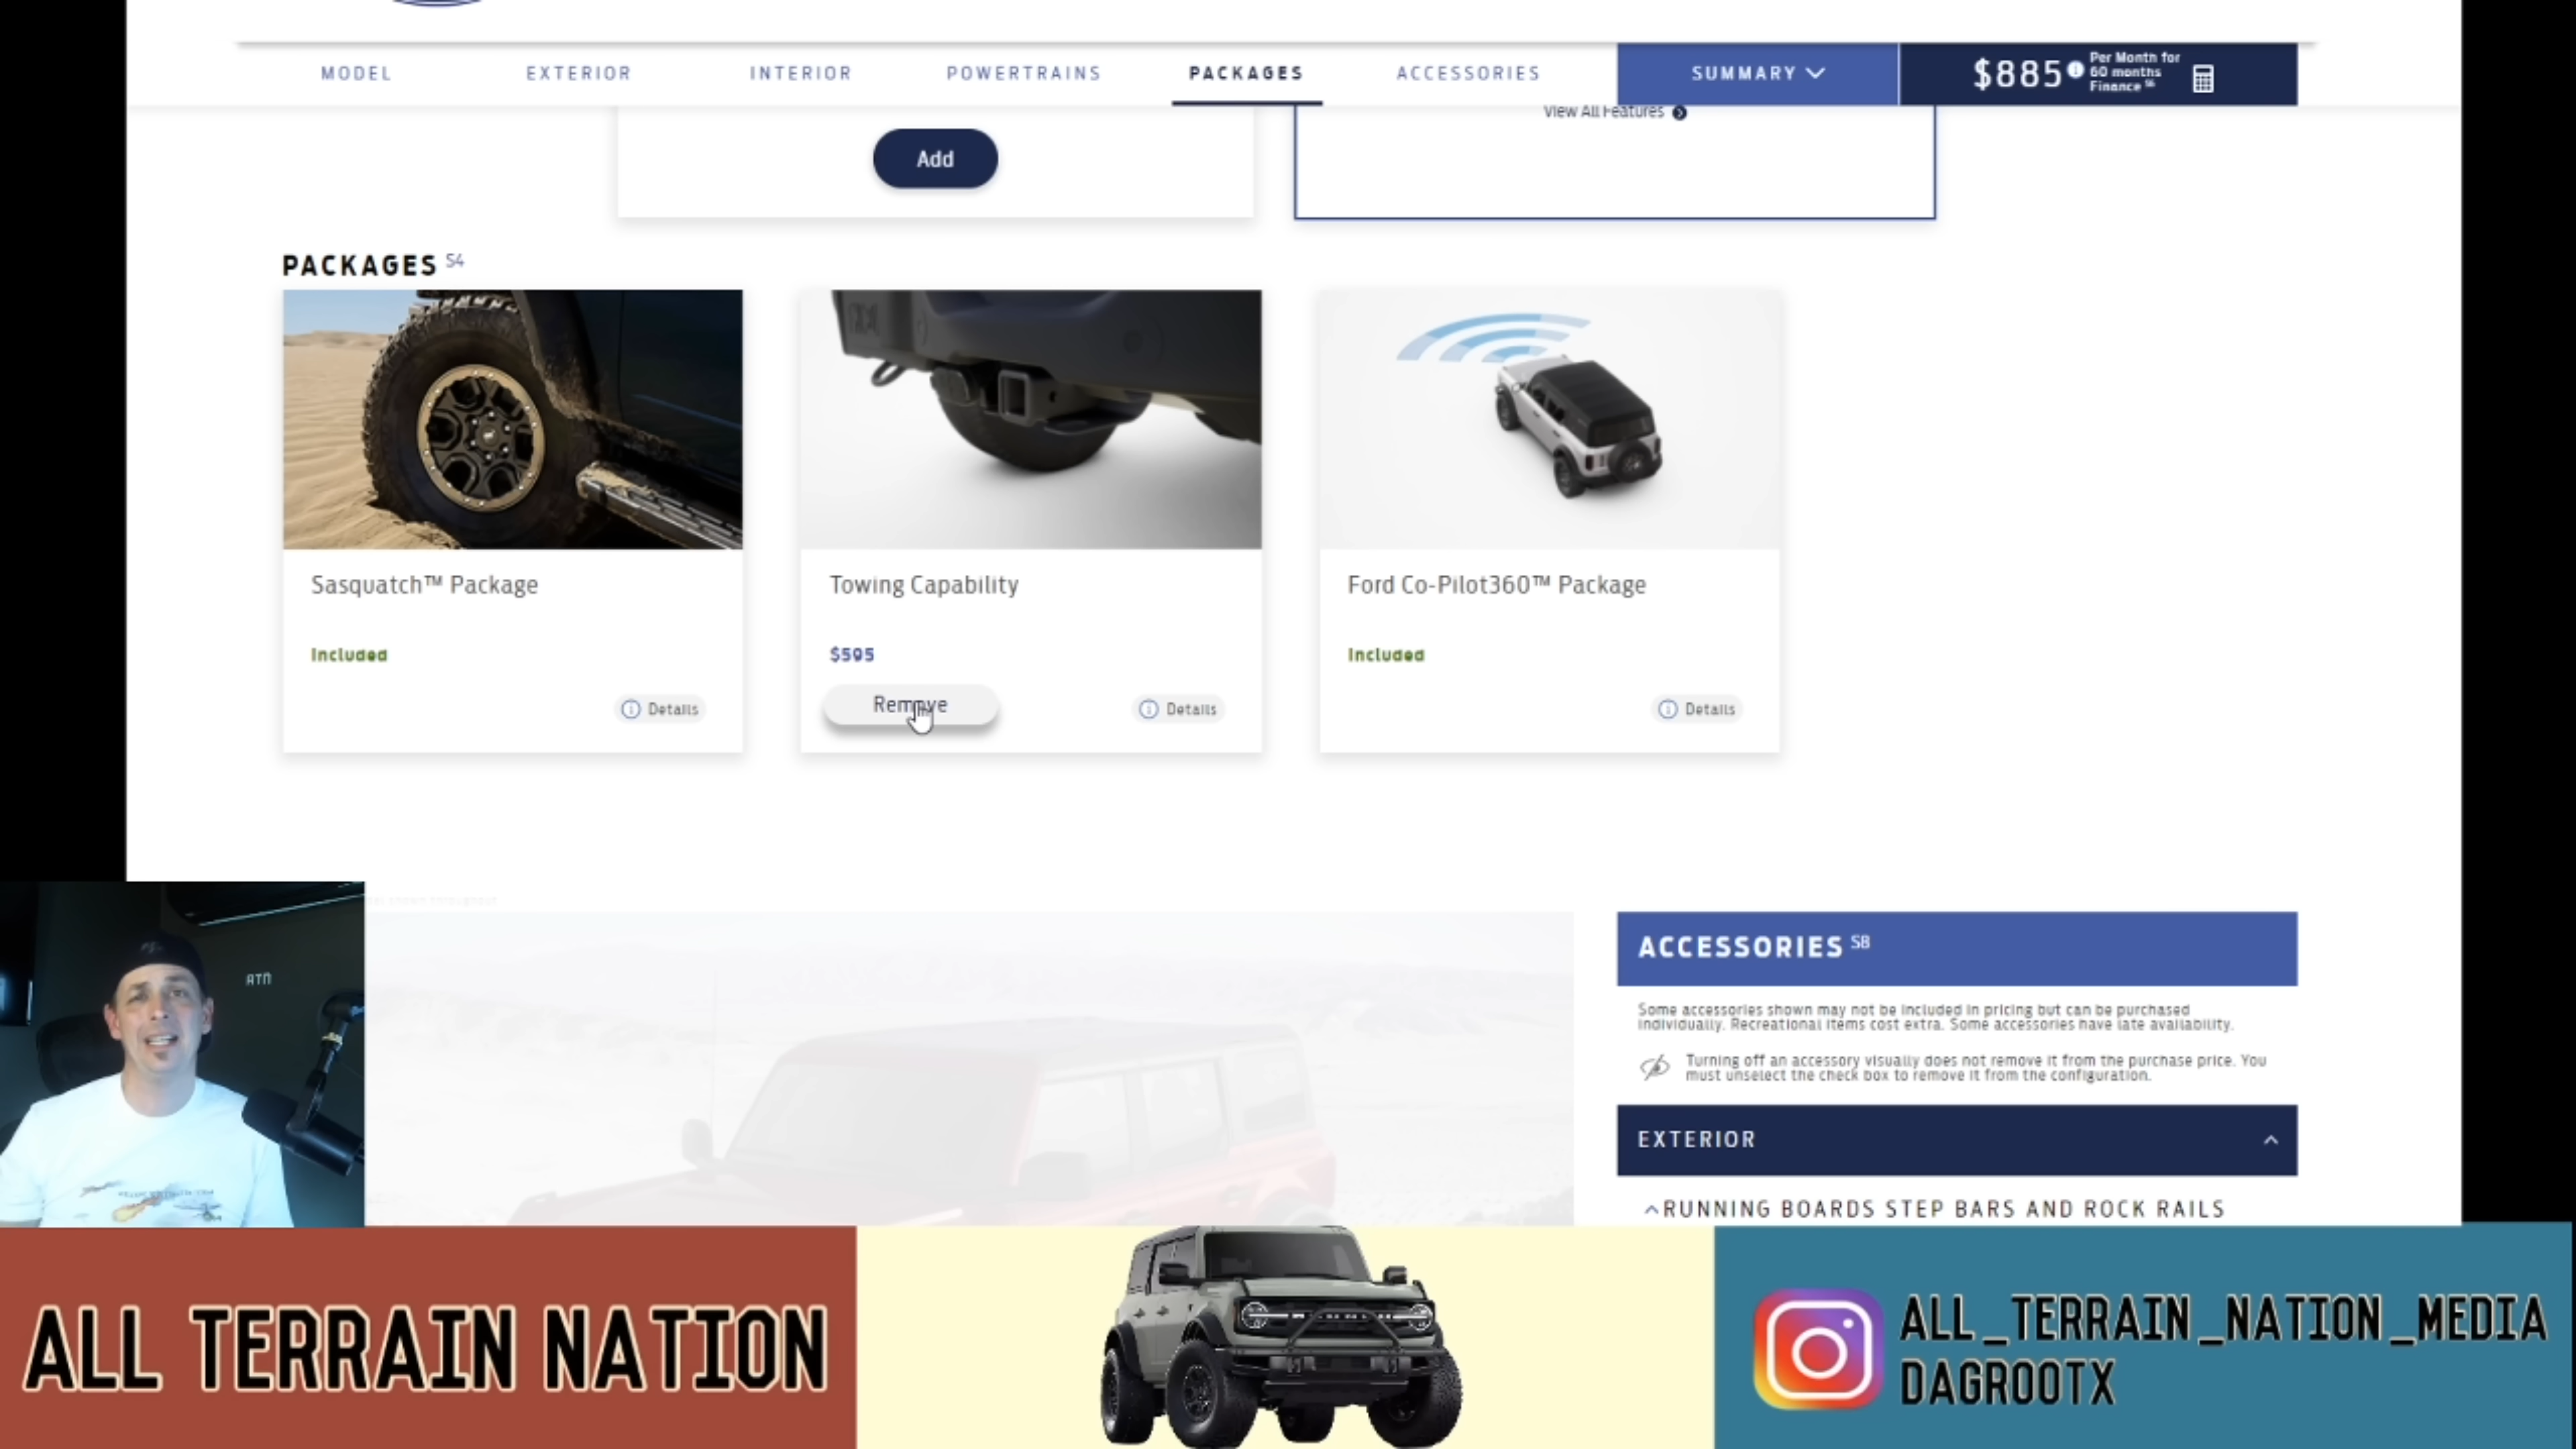 MODEL
EXTERIOR
INTERIOR
POWERTRAINS
PACKAGES
ACCESSORIES
SUMMARY
$885
Per Month for
60 months
Finance S6
View All Features
Add
PACKAGES S4
Sasquatch™ Package
Included
Details
Towing Capability
$595
Remove
Details
Ford Co-Pilot360™ Package
Included
Details
ATN
ACCESSORIES S8
Some accessories shown may not be included in pricing but can be purchased
individually. Recreational items cost extra. Some accessories have late availability.
Turning off an accessory visually does not remove it from the purchase price. You
must unselect the check box to remove it from the configuration.
EXTERIOR
RUNNING BOARDS STEP BARS AND ROCK RAILS
ALL TERRAIN NATION
ALL_TERRAIN_NATION_MEDIA
DAGROOTX